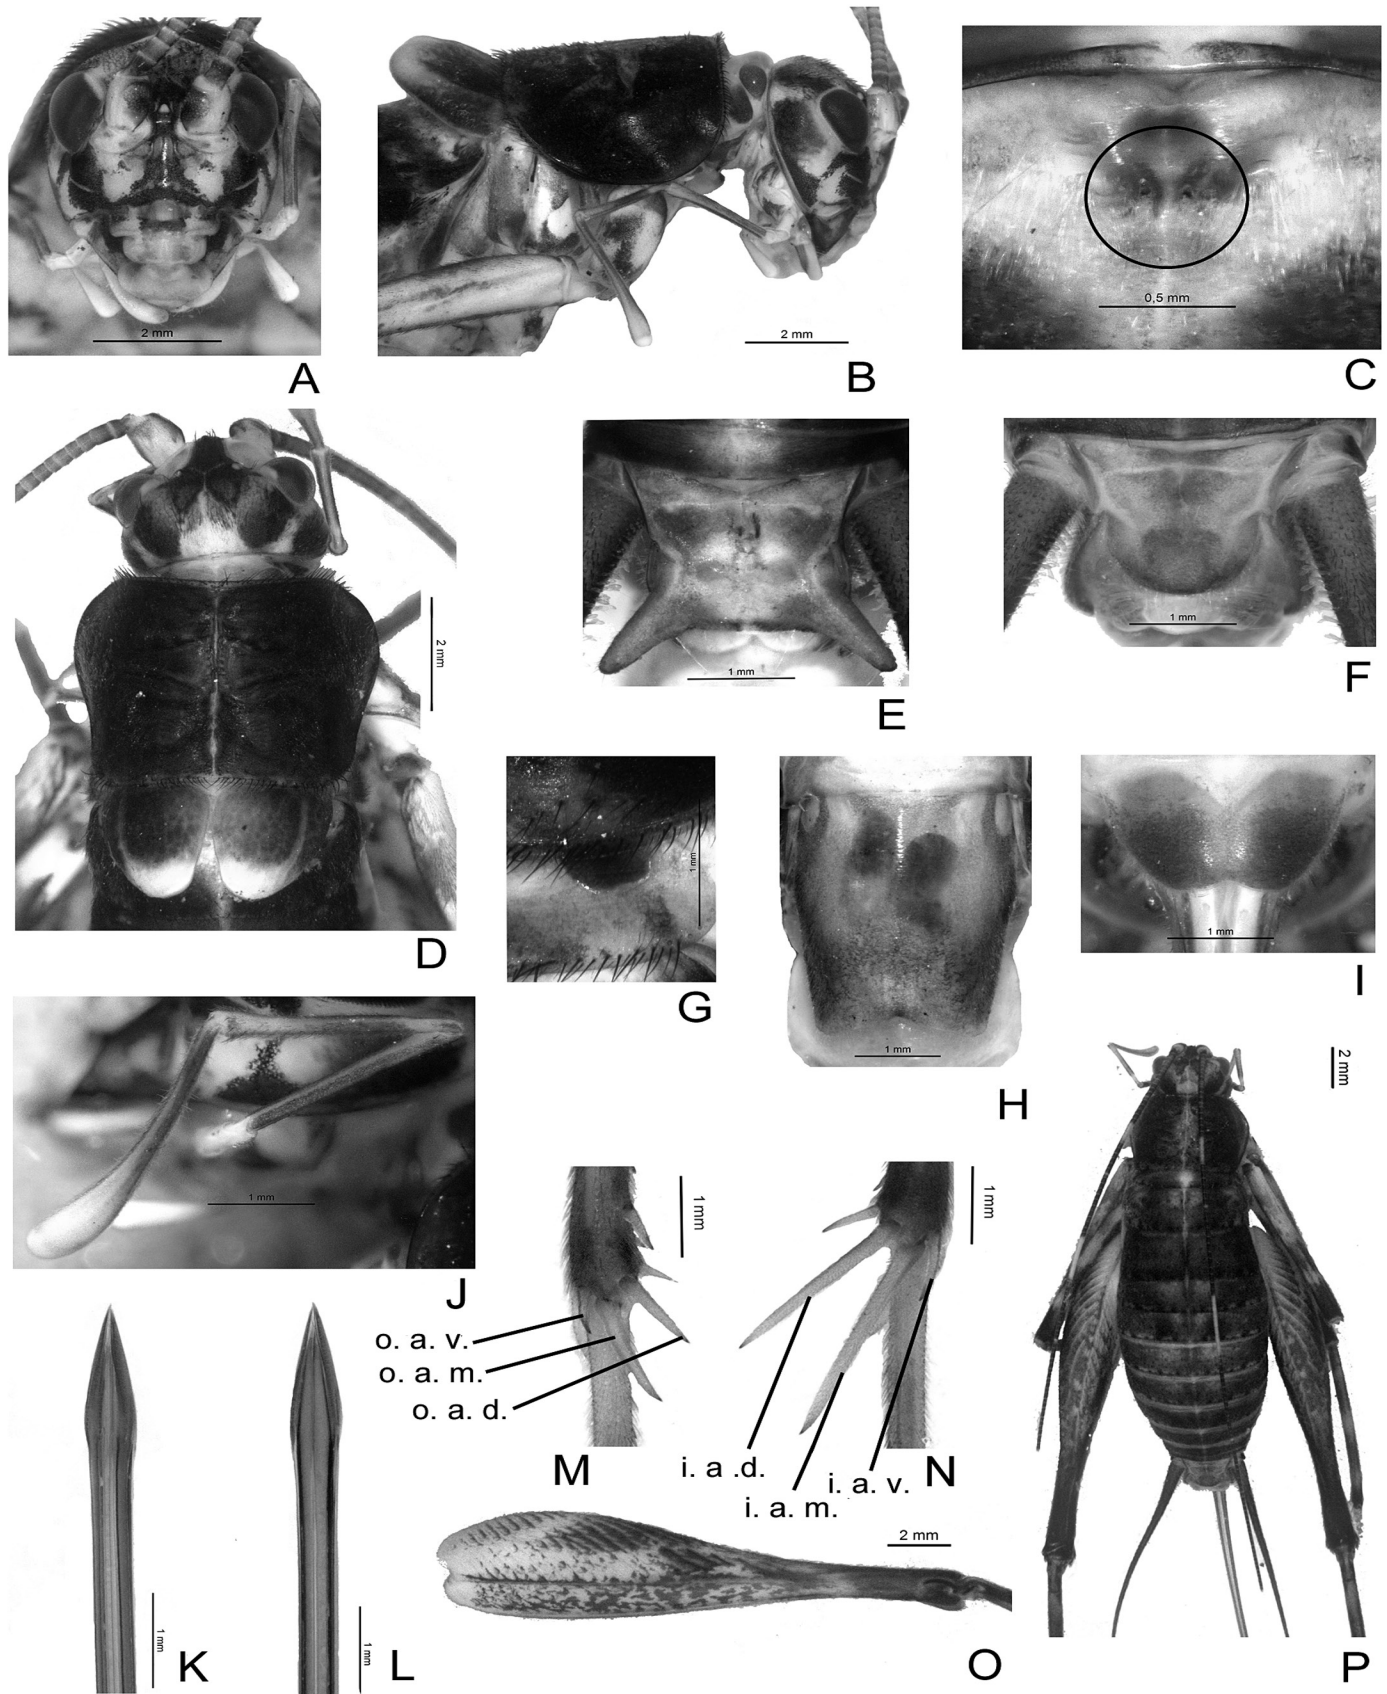 2 mm
A
2 mm
B
0,5 mm
C
2 mm
D
1 mm
E
1 mm
F
1 mm
G
1 mm
H
1 mm
I
1 mm
J
2 mm
1 mm
K
1 mm
L
1 mm
o. a. v.
o. a. m.
o. a. d.
M
1 mm
i. a .d.
i. a. m.
i. a. v.
N
2 mm
O
P